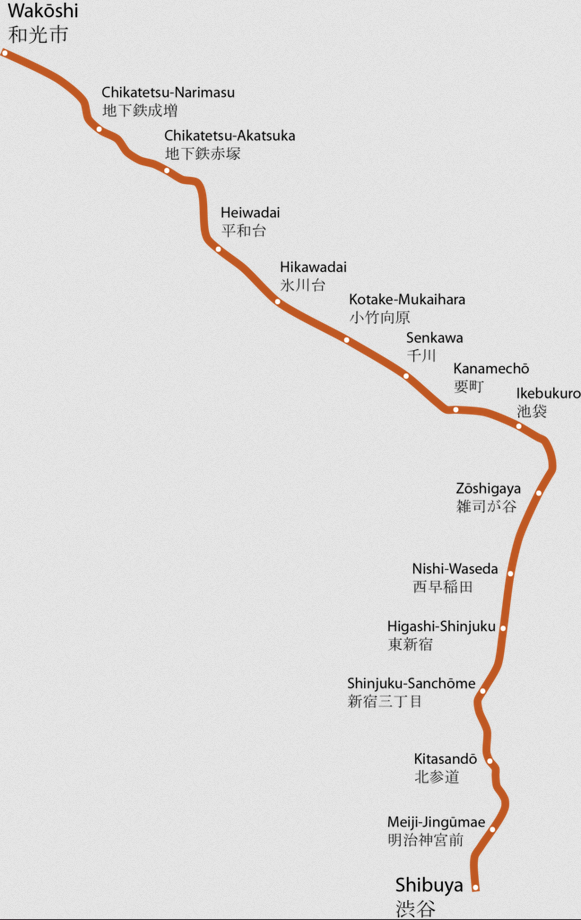 Wakōshi
和光市
Chikatetsu-Narimasu
地下鉄成増
Chikatetsu-Akatsuka
地下鉄赤塚
Heiwadai
平和台
Hikawadai
氷川台
Kotake-Mukaihara
小竹向原
Senkawa
千川
Kanamechō
要町
Ikebukuro
池袋
Zōshigaya
雑司が谷
Nishi-Waseda
西早稲田
Higashi-Shinjuku
東新宿
Shinjuku-Sanchōme
新宿三丁目
Kitasandō
北参道
Meiji-Jingūmae
明治神宮前
Shibuya
渋谷